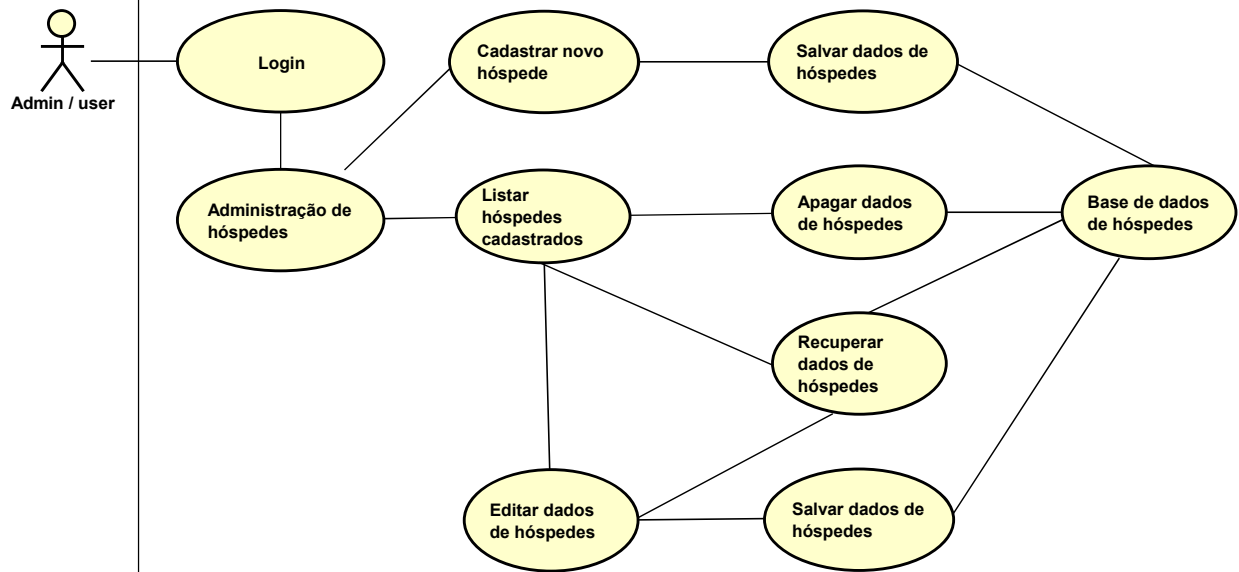 Admin / user
Login
Cadastrar novo
hóspede
Salvar dados de
hóspedes
Administração de
hóspedes
Listar
hóspedes
cadastrados
Apagar dados
de hóspedes
Base de dados
de hóspedes
Recuperar
dados de
hóspedes
Editar dados
de hóspedes
Salvar dados de
hóspedes